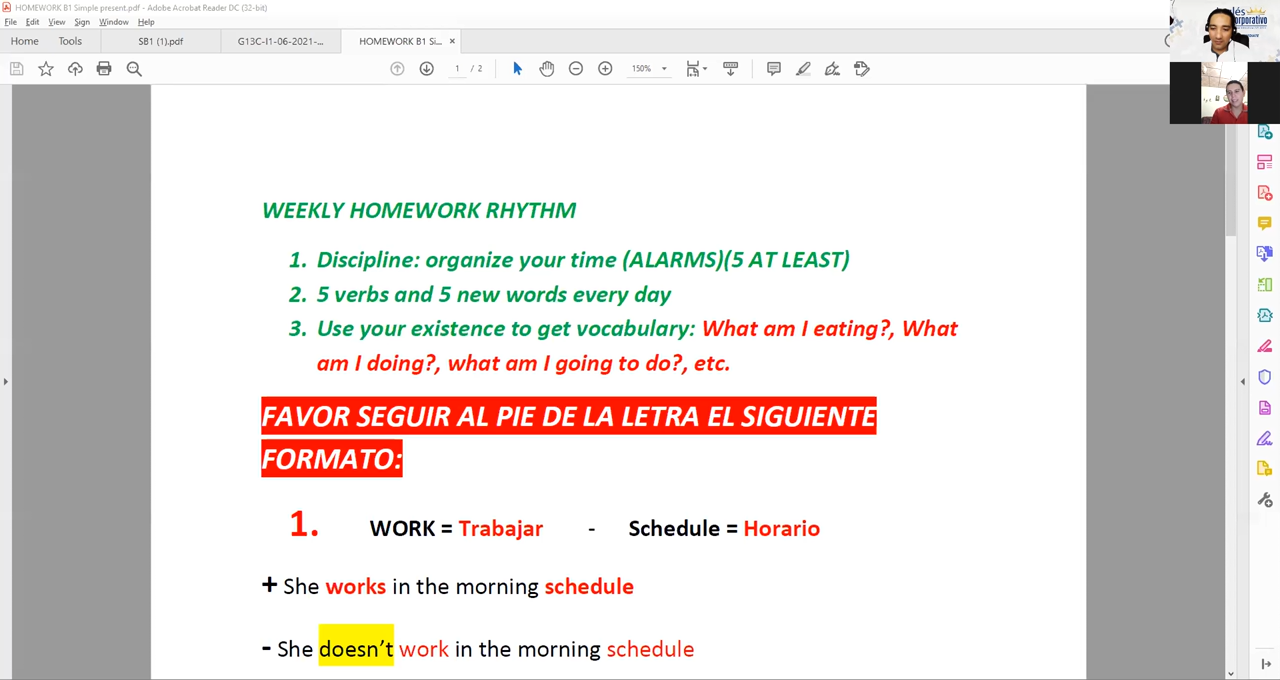 HOMEWORK B1 Simple present.pdf - Adobe Acrobat Reader DC (32-bit)
File Edit View Sign Window Help
Home Tools SB1 (1).pdf G13C-I1-06-2021-... HOMEWORK B1 Si... ×
1 / 2 150%
WEEKLY HOMEWORK RHYTHM
1. Discipline: organize your time (ALARMS)(5 AT LEAST)
2. 5 verbs and 5 new words every day
3. Use your existence to get vocabulary: What am I eating?, What
am I doing?, what am I going to do?, etc.
FAVOR SEGUIR AL PIE DE LA LETRA EL SIGUIENTE
FORMATO:
1. WORK = Trabajar - Schedule = Horario
+ She works in the morning schedule
- She doesn't work in the morning schedule